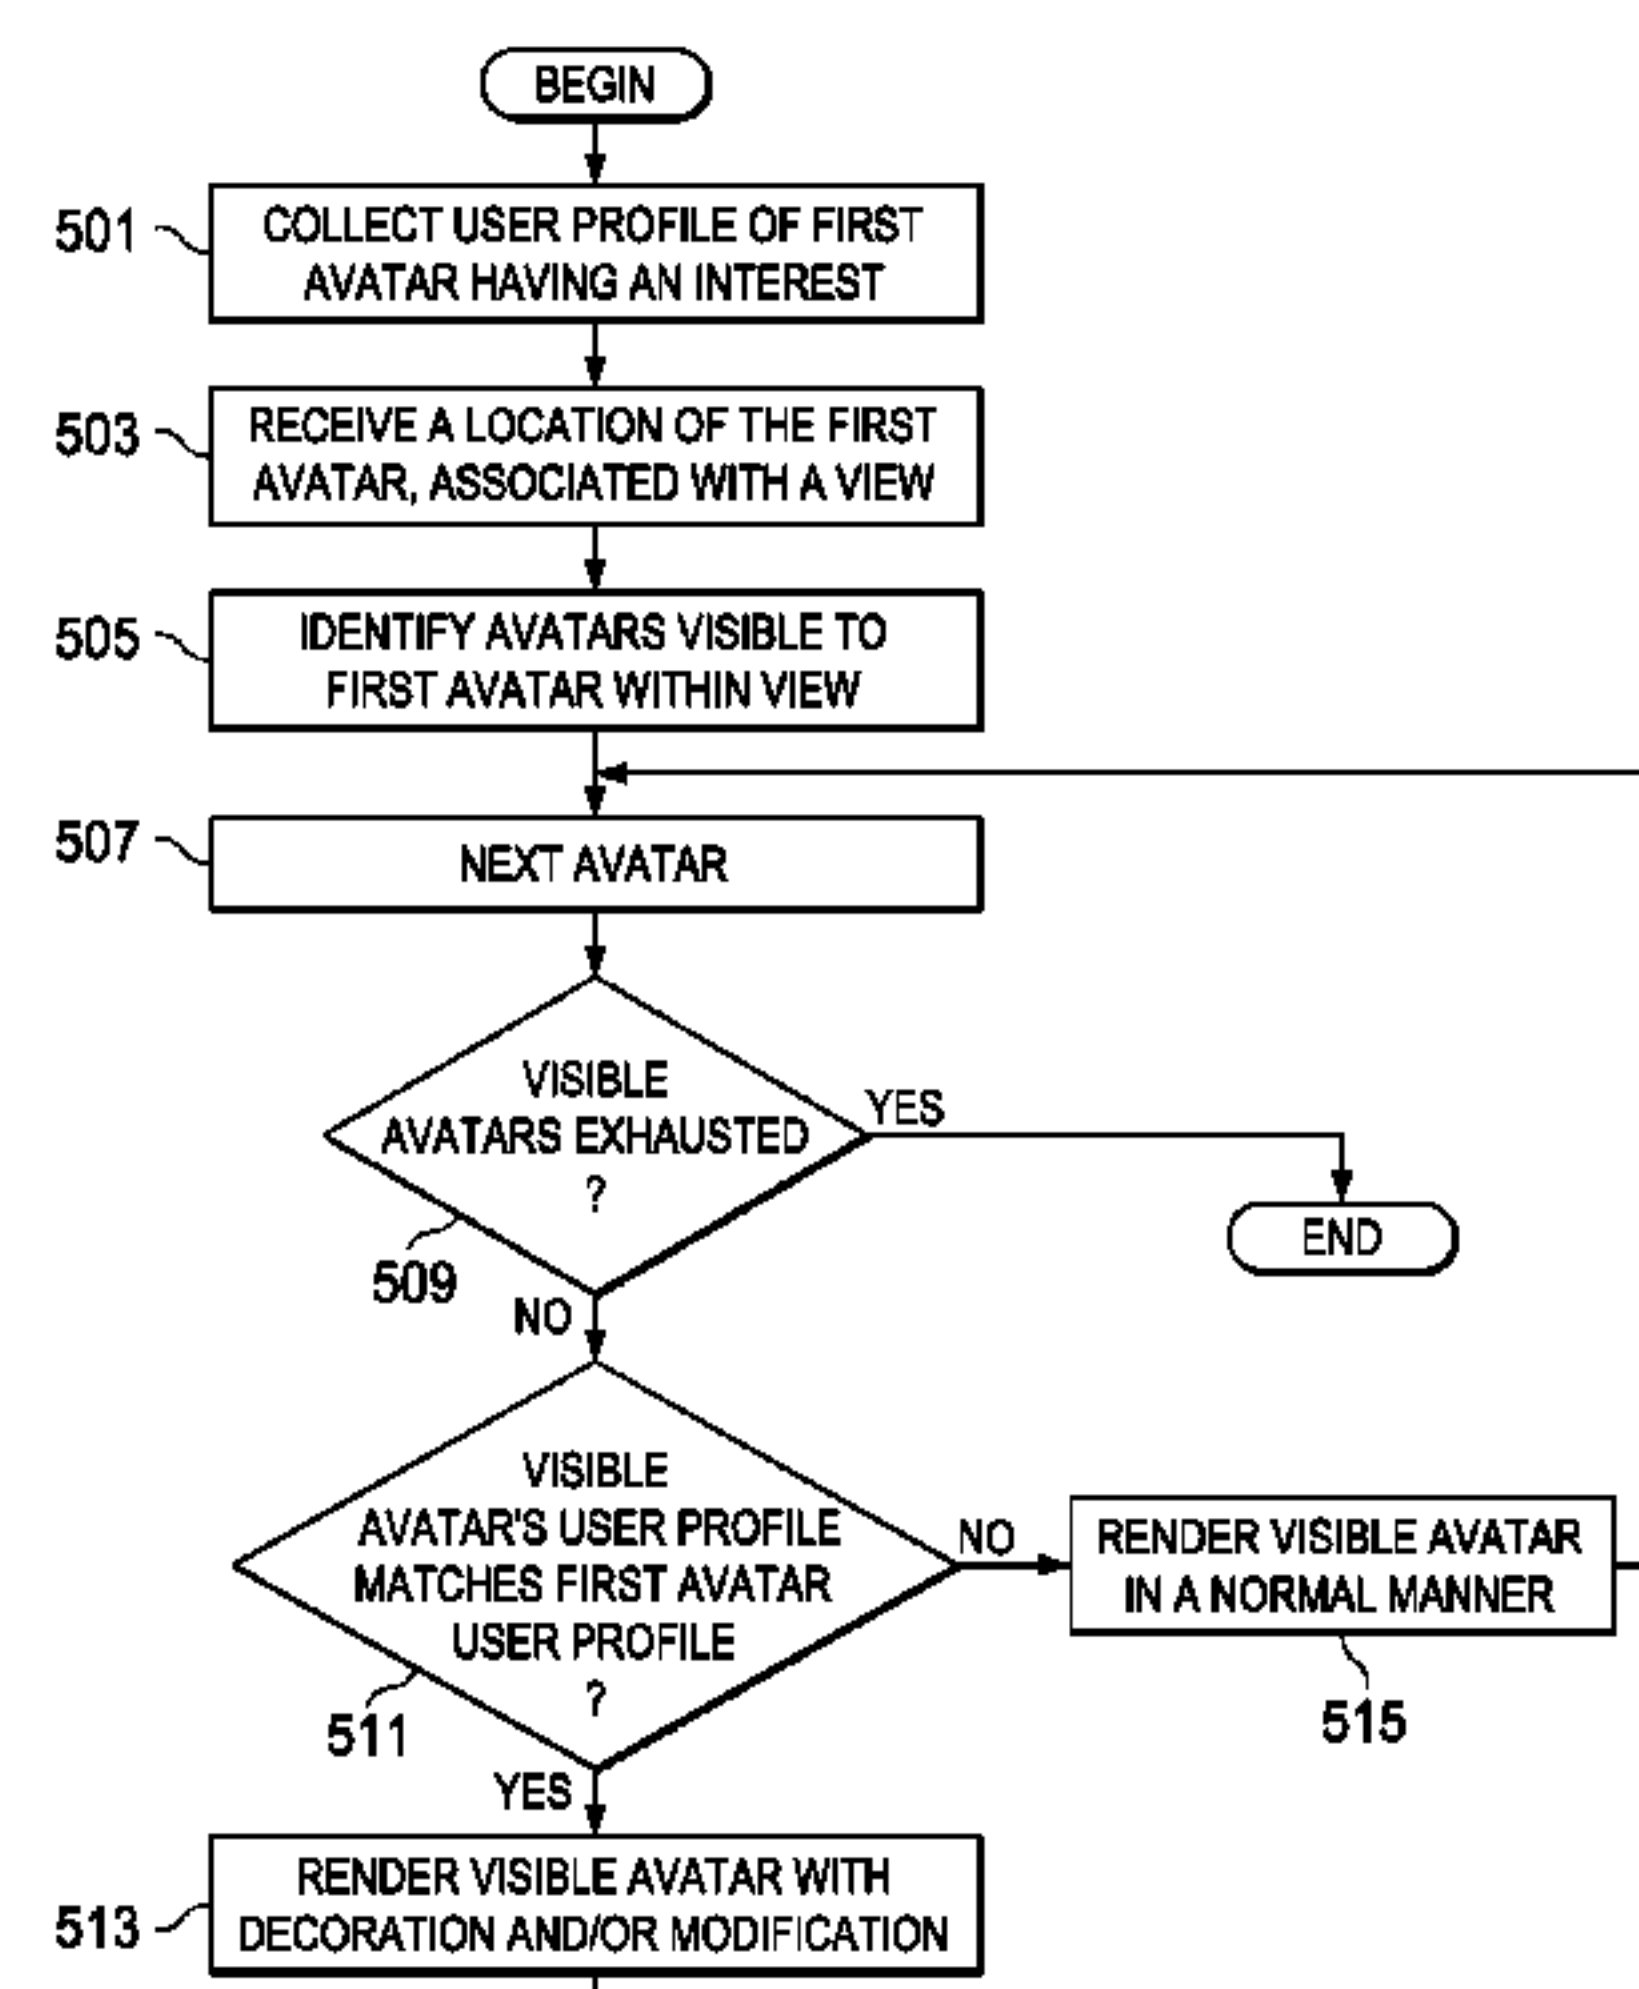 BEGIN
501
COLLECT USER PROFILE OF FIRST
AVATAR HAVING AN INTEREST
503
RECEIVE A LOCATION OF THE FIRST
AVATAR, ASSOCIATED WITH A VIEW
505
IDENTIFY AVATARS VISIBLE TO
FIRST AVATAR WITHIN VIEW
507
NEXT AVATAR
VISIBLE
AVATARS EXHAUSTED
?
YES
509
END
NO
VISIBLE
AVATAR'S USER PROFILE
MATCHES FIRST AVATAR
USER PROFILE
?
NO
RENDER VISIBLE AVATAR
IN A NORMAL MANNER
511
515
YES
513
RENDER VISIBLE AVATAR WITH
DECORATION AND/OR MODIFICATION